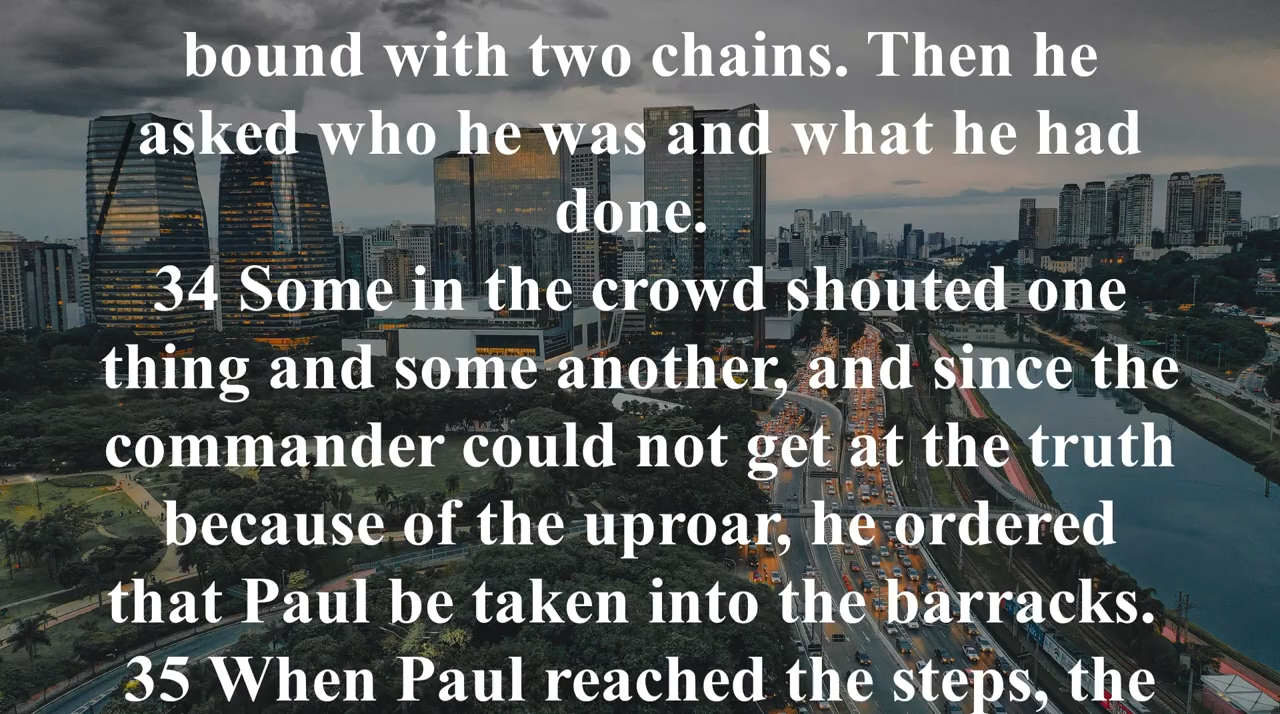 bound with two chains. Then he
asked who he was and what he had
done.
34 Some in the crowd shouted one
thing and some another, and since the
commander could not get at the truth
because of the uproar, he ordered
that Paul be taken into the barracks.
35 When Paul reached the steps, the